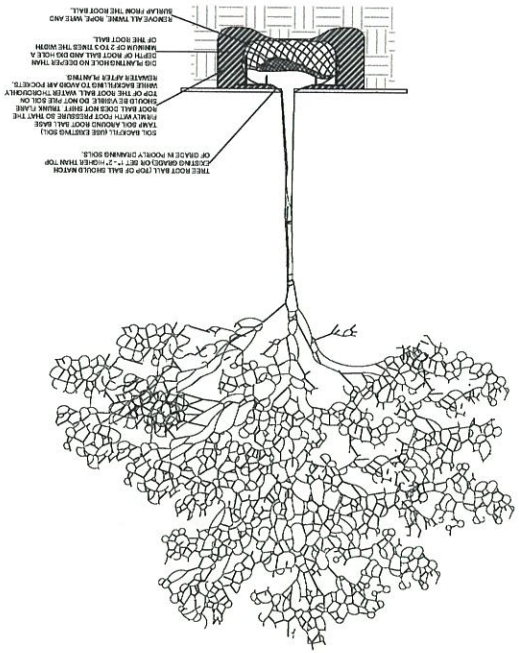 TREE ROOT BALL (TOP OF BALL SHOULD MATCH
EXISTING GRADE) OR SET 1"- 2" HIGHER THAN TOP
OF GRADE IN POORLY DRAINING SOILS.
SOIL BACKFILL (USE EXISTING SOIL)
TAMP SOIL AROUND ROOT BALL BASE
FIRMLY WITH FOOT PRESSURE SO THAT THE
ROOT BALL DOES NOT SHIFT. TRUNK FLARE
SHOULD BE VISIBLE. DO NOT PILE SOIL ON
TOP OF THE ROOT BALL. WATER THOROUGHLY
WHILE BACKFILLING TO AVOID AIR POCKETS.
REWATER AFTER PLANTING.
DIG PLANTING HOLE NO DEEPER THAN
DEPTH OF ROOT BALL AND DIG HOLE A
MINIMUM OF 2 TO 3 TIMES THE WIDTH
OF THE ROOT BALL
REMOVE ALL TWINE, ROPE, WIRE AND
BURLAP FROM THE ROOT BALL.